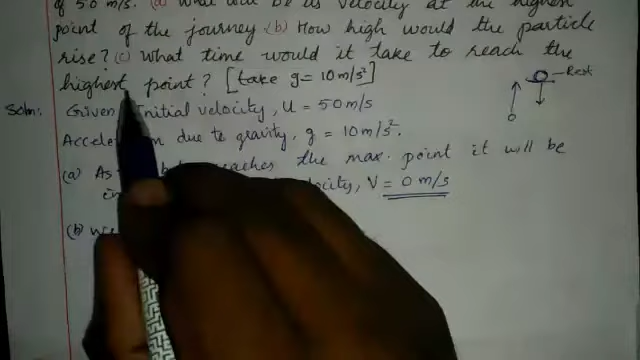 of 50 m/s. (a) What will be its velocity at the highest
point of the journey. (b) How high would the particle
rise? (c) What time would it take to reach the
highest point? [take g = 10 m/s²]
Rest
Soln:. Given, Initial velocity, u = 50 m/s
Acceleration due to gravity, g = 10 m/s².
(a) As reaches the max. point it will be
in velocity, V = 0 m/s
(b) We